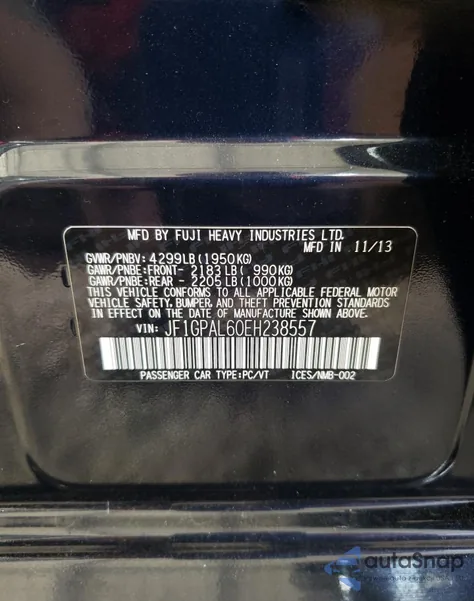 MFD BY FUJI HEAVY INDUSTRIES LTD.
MFD IN 11/13
GVWR/PNBV: 4299LB(1950KG)
GAWR/PNBE:FRONT- 2183LB( 990KG)
GAWR/PNBE:REAR - 2205LB(1000KG)
THIS VEHICLE CONFORMS TO ALL APPLICABLE FEDERAL MOTOR
VEHICLE SAFETY, BUMPER, AND THEFT PREVENTION STANDARDS
IN EFFECT ON THE DATE OF MANUFACTURE SHOWN ABOVE.
VIN: JF1GPAL60EH238557
PASSENGER CAR TYPE:PC/VT ICES/NMB-002
autoSnap